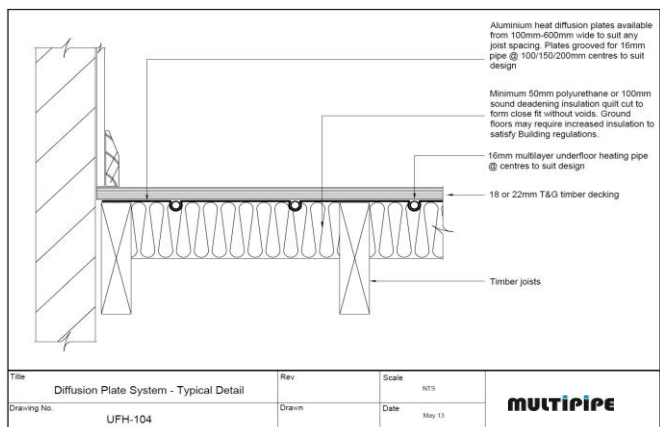 Aluminium heat diffusion plates available
from 100mm-600mm wide to suit any
joist spacing. Plates grooved for 16mm
pipe @ 100/150/200mm centres to suit
design
Minimum 50mm polyurethane or 100mm
sound deadening insulation quilt cut to
form close fit without voids. Ground
floors may require increased insulation to
satisfy Building regulations.
16mm multilayer underfloor heating pipe
@ centres to suit design
18 or 22mm T&G timber decking
Timber joists
Title
Diffusion Plate System - Typical Detail
Rev
Scale
NTS
Drawing No.
UFH-104
Drawn
Date
May 13
MULTIPIPE